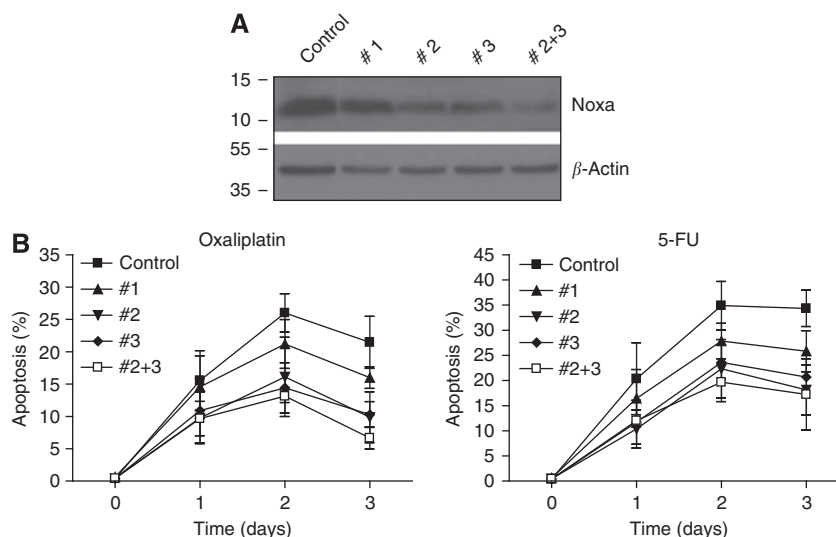 A
Control
# 1
# 2
# 3
# 2+3
15
10
Noxa
55
35
β-Actin
B
Oxaliplatin
Apoptosis (%)
35
30
25
20
15
10
5
0
Control
#1
#2
#3
#2+3
0 1 2 3
Time (days)
5-FU
Apoptosis (%)
45
40
35
30
25
20
15
10
5
0
Control
#1
#2
#3
#2+3
0 1 2 3
Time (days)